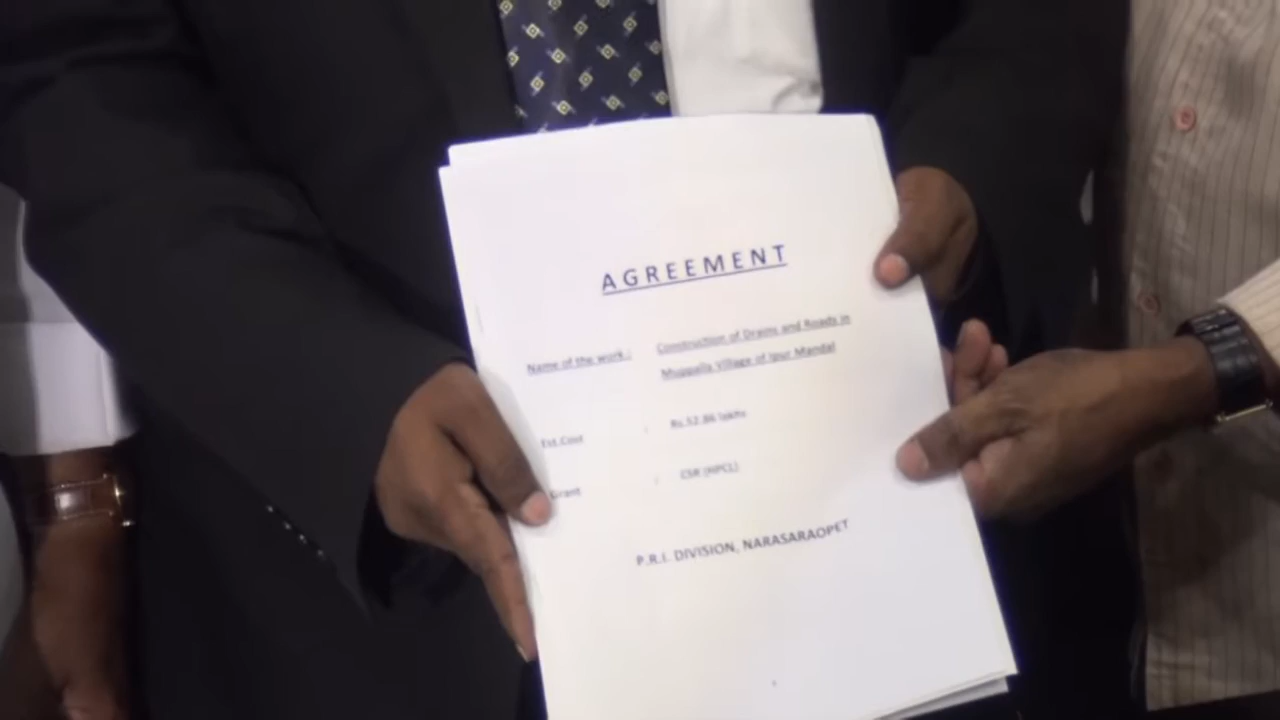 AGREEMENT
Name of the work : Construction of Drains and Roads in
Muppalla Village of Ipur Mandal
Est.Cost : Rs.52.86 lakhs
Grant : CSR (HPCL)
P.R.I. DIVISION, NARASARAOPET